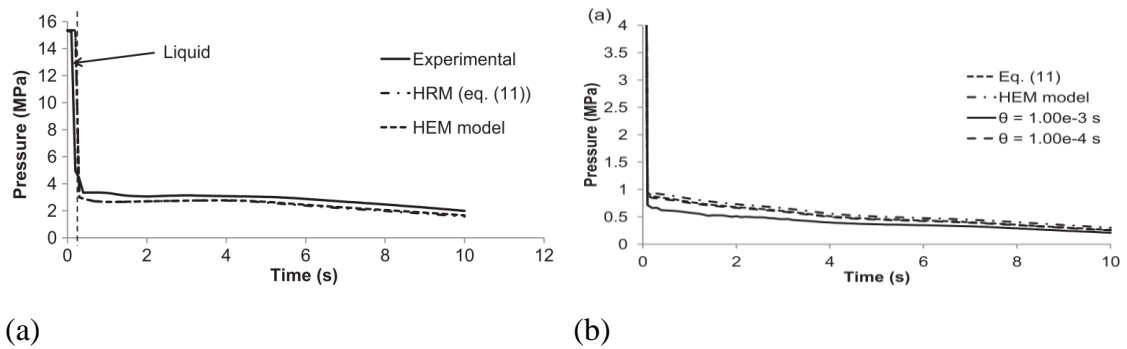 16
14
12
10
8
6
4
2
0
Pressure (MPa)
Liquid
Experimental
HRM (eq. (11))
HEM model
0 2 4 6 8 10 12
Time (s)
(a)
(a)
4
3.5
3
2.5
2
1.5
1
0.5
0
Pressure (MPa)
Eq. (11)
HEM model
θ = 1.00e-3 s
θ = 1.00e-4 s
0 2 4 6 8 10
Time (s)
(b)